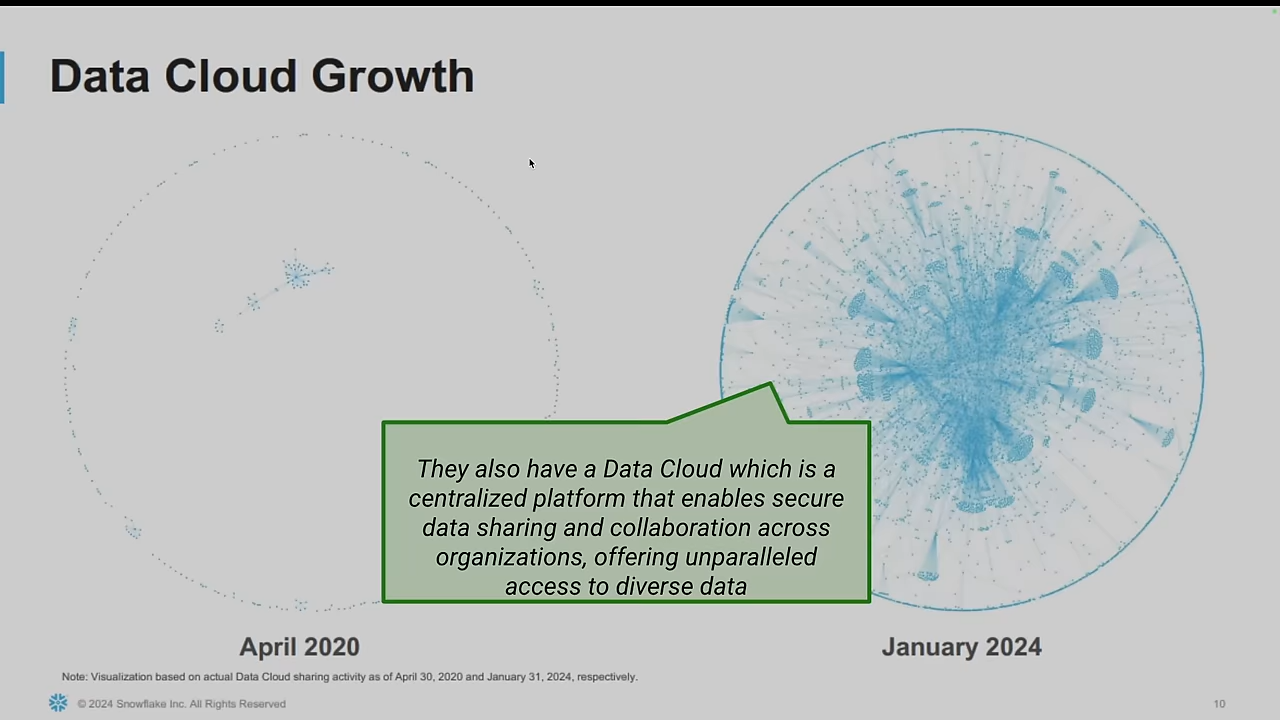 Data Cloud Growth
They also have a Data Cloud which is a
centralized platform that enables secure
data sharing and collaboration across
organizations, offering unparalleled
access to diverse data
April 2020
January 2024
Note: Visualization based on actual Data Cloud sharing activity as of April 30, 2020 and January 31, 2024, respectively.
© 2024 Snowflake Inc. All Rights Reserved
10